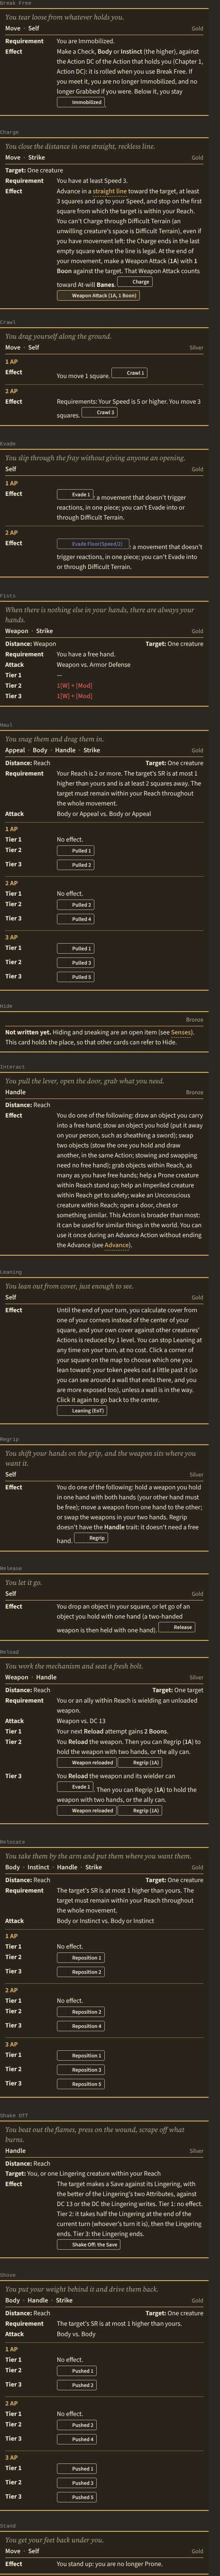 Break Free
You tear loose from whatever holds you.
Move · Self Gold
Requirement You are Immobilized.
Effect Make a Check, Body or Instinct (the higher), against
the Action DC of the Action that holds you (Chapter 1,
Action DC): it is rolled when you use Break Free. If
you meet it, you are no longer Immobilized, and no
longer Grabbed if you were. Below it, you stay
Immobilized
Charge
You close the distance in one straight, reckless line.
Move · Strike Gold
Target: One creature
Requirement You have at least Speed 3.
Effect Advance in a straight line toward the target, at least
3 squares and up to your Speed, and stop on the first
square from which the target is within your Reach.
You can't Charge through Difficult Terrain (an
unwilling creature's space is Difficult Terrain), even if
you have movement left: the Charge ends in the last
empty square where the line is legal. At the end of
your movement, make a Weapon Attack (1A) with 1
Boon against the target. That Weapon Attack counts
toward At-will Banes. Charge
Weapon Attack (1A, 1 Boon)
Crawl
You drag yourself along the ground.
Move · Self Silver
1 AP
Effect You move 1 square. Crawl 1
2 AP
Effect Requirements: Your Speed is 5 or higher. You move 3
squares. Crawl 3
Evade
You slip through the fray without giving anyone an opening.
Self Gold
1 AP
Effect Evade 1 : a movement that doesn't trigger
reactions, in one piece; you can't Evade into or
through Difficult Terrain.
2 AP
Effect Evade Floor(Speed/2) : a movement that doesn't
trigger reactions, in one piece; you can't Evade into
or through Difficult Terrain.
Fists
When there is nothing else in your hands, there are always your
hands.
Weapon · Strike Gold
Distance: Weapon Target: One creature
Requirement You have a free hand.
Attack Weapon vs. Armor Defense
Tier 1 —
Tier 2 1[W] + [Mod]
Tier 3 1[W] + [Mod]
Haul
You snag them and drag them in.
Appeal · Body · Handle · Strike Gold
Distance: Reach Target: One creature
Requirement Your Reach is 2 or more. The target's SR is at most 1
higher than yours and is at least 2 squares away. The
target must remain within your Reach throughout
the whole movement.
Attack Body or Appeal vs. Body or Appeal
1 AP
Tier 1 No effect.
Tier 2 Pulled 1
Tier 3 Pulled 2
2 AP
Tier 1 No effect.
Tier 2 Pulled 2
Tier 3 Pulled 4
3 AP
Tier 1 Pulled 1
Tier 2 Pulled 3
Tier 3 Pulled 5
Hide
Bronze
Not written yet. Hiding and sneaking are an open item (see Senses).
This card holds the place, so that other cards can refer to Hide.
Interact
You pull the lever, open the door, grab what you need.
Handle Bronze
Distance: Reach
Effect You do one of the following: draw an object you carry
into a free hand; stow an object you hold (put it away
on your person, such as sheathing a sword); swap
two objects (stow the one you hold and draw
another, in the same Action; stowing and swapping
need no free hand); grab objects within Reach, as
many as you have free hands; help a Prone creature
within Reach stand up; help an Imperiled creature
within Reach get to safety; wake an Unconscious
creature within Reach; open a door, chest or
something similar. This Action is broader than most:
it can be used for similar things in the world. You can
use it once during an Advance Action without ending
the Advance (see Advance).
Leaning
You lean out from cover, just enough to see.
Self Gold
Effect Until the end of your turn, you calculate cover from
one of your corners instead of the center of your
square, and your own cover against other creatures'
Actions is reduced by 1 level. You can stop Leaning at
any time on your turn, at no cost. Click a corner of
your square on the map to choose which one you
lean toward: your token peeks out a little past it (so
you can see around a wall that ends there, and you
are more exposed too), unless a wall is in the way.
Click it again to go back to the center.
Leaning (EoT)
Regrip
You shift your hands on the grip, and the weapon sits where you
want it.
Self Silver
Effect You do one of the following: hold a weapon you hold
in one hand with both hands (your other hand must
be free); move a weapon from one hand to the other;
or swap the weapons in your two hands. Regrip
doesn't have the Handle trait: it doesn't need a free
hand. Regrip
Release
You let it go.
Self Gold
Effect You drop an object in your square, or let go of an
object you hold with one hand (a two-handed
weapon is then held with one hand). Release
Reload
You work the mechanism and seat a fresh bolt.
Weapon · Handle Gold
Distance: Reach Target: One target
Requirement You or an ally within Reach is wielding an unloaded
weapon.
Attack Weapon vs. DC 13
Tier 1 Your next Reload attempt gains 2 Boons.
Tier 2 You Reload the weapon. Then you can Regrip (1A) to
hold the weapon with two hands, or the ally can.
Weapon reloaded Regrip (1A)
Tier 3 You Reload the weapon and its wielder can
Evade 1 . Then you can Regrip (1A) to hold the
weapon with two hands, or the ally can.
Weapon reloaded Regrip (1A)
Relocate
You take them by the arm and put them where you want them.
Body · Instinct · Handle · Strike Gold
Distance: Reach Target: One creature
Requirement The target's SR is at most 1 higher than yours. The
target must remain within your Reach throughout
the whole movement.
Attack Body or Instinct vs. Body or Instinct
1 AP
Tier 1 No effect.
Tier 2 Reposition 1
Tier 3 Reposition 2
2 AP
Tier 1 No effect.
Tier 2 Reposition 2
Tier 3 Reposition 4
3 AP
Tier 1 Reposition 1
Tier 2 Reposition 3
Tier 3 Reposition 5
Shake Off
You beat out the flames, press on the wound, scrape off what
burns.
Handle Silver
Distance: Reach
Target: You, or one Lingering creature within your Reach
Effect The target makes a Save against its Lingering, with
the better of the Lingering's two Attributes, against
DC 13 or the DC the Lingering writes. Tier 1: no effect.
Tier 2: it takes half the Lingering at the end of the
current turn (whoever's turn it is), then the Lingering
ends. Tier 3: the Lingering ends.
Shake Off: the Save
Shove
You put your weight behind it and drive them back.
Body · Handle · Strike Gold
Distance: Reach Target: One creature
Requirement The target's SR is at most 1 higher than yours.
Attack Body vs. Body
1 AP
Tier 1 No effect.
Tier 2 Pushed 1
Tier 3 Pushed 2
2 AP
Tier 1 No effect.
Tier 2 Pushed 2
Tier 3 Pushed 4
3 AP
Tier 1 Pushed 1
Tier 2 Pushed 3
Tier 3 Pushed 5
Stand
You get your feet back under you.
Move · Self Gold
Effect You stand up: you are no longer Prone.